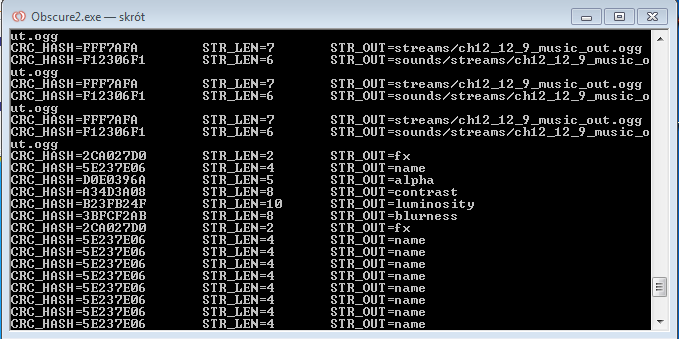 Obscure2.exe — skrót
ut.ogg
CRC_HASH=FFF7AFA STR_LEN=7 STR_OUT=streams/ch12_12_9_music_out.ogg
CRC_HASH=F12306F1 STR_LEN=6 STR_OUT=sounds/streams/ch12_12_9_music_o
ut.ogg
CRC_HASH=FFF7AFA STR_LEN=7 STR_OUT=streams/ch12_12_9_music_out.ogg
CRC_HASH=F12306F1 STR_LEN=6 STR_OUT=sounds/streams/ch12_12_9_music_o
ut.ogg
CRC_HASH=FFF7AFA STR_LEN=7 STR_OUT=streams/ch12_12_9_music_out.ogg
CRC_HASH=F12306F1 STR_LEN=6 STR_OUT=sounds/streams/ch12_12_9_music_o
ut.ogg
CRC_HASH=2CA027D0 STR_LEN=2 STR_OUT=fx
CRC_HASH=5E237E06 STR_LEN=4 STR_OUT=name
CRC_HASH=D0E0396A STR_LEN=5 STR_OUT=alpha
CRC_HASH=A34D3A08 STR_LEN=8 STR_OUT=contrast
CRC_HASH=B23FB24F STR_LEN=10 STR_OUT=luminosity
CRC_HASH=3BFCF2AB STR_LEN=8 STR_OUT=blurness
CRC_HASH=2CA027D0 STR_LEN=2 STR_OUT=fx
CRC_HASH=5E237E06 STR_LEN=4 STR_OUT=name
CRC_HASH=5E237E06 STR_LEN=4 STR_OUT=name
CRC_HASH=5E237E06 STR_LEN=4 STR_OUT=name
CRC_HASH=5E237E06 STR_LEN=4 STR_OUT=name
CRC_HASH=5E237E06 STR_LEN=4 STR_OUT=name
CRC_HASH=5E237E06 STR_LEN=4 STR_OUT=name
CRC_HASH=5E237E06 STR_LEN=4 STR_OUT=name
CRC_HASH=5E237E06 STR_LEN=4 STR_OUT=name